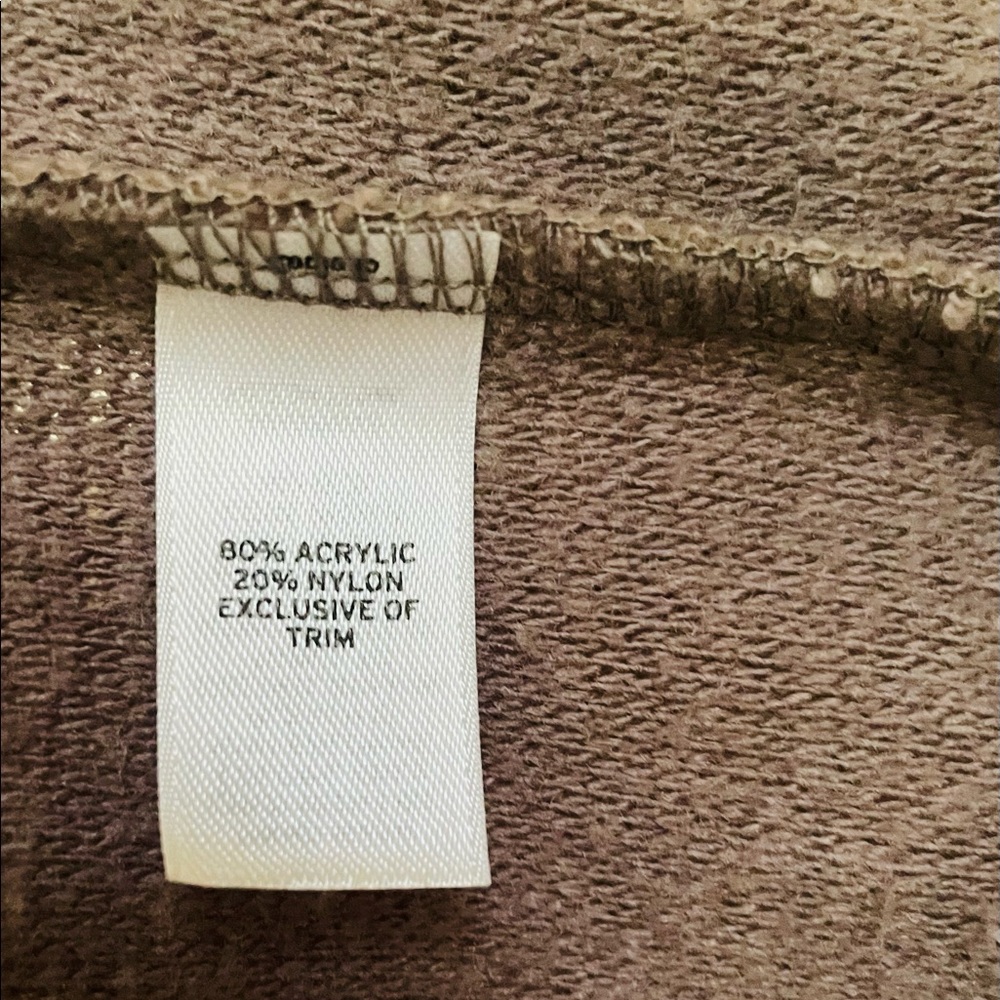 80% ACRYLIC
20% NYLON
EXCLUSIVE OF
TRIM